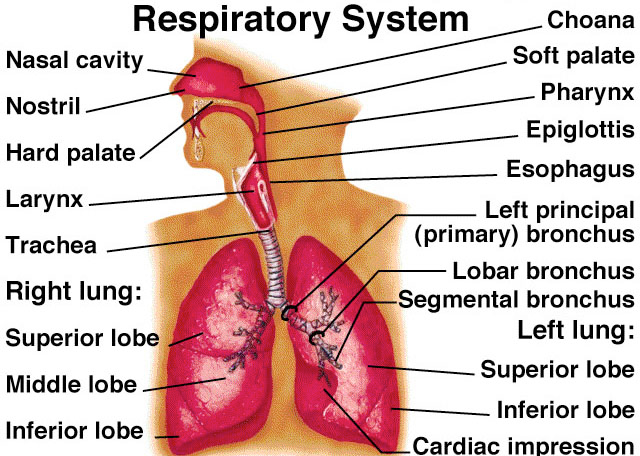 Respiratory System
Nasal cavity
Nostril
Hard palate
Larynx
Trachea
Right lung:
Superior lobe
Middle lobe
Inferior lobe
Choana
Soft palate
Pharynx
Epiglottis
Esophagus
Left principal
(primary) bronchus
Lobar bronchus
Segmental bronchus
Left lung:
Superior lobe
Inferior lobe
Cardiac impression